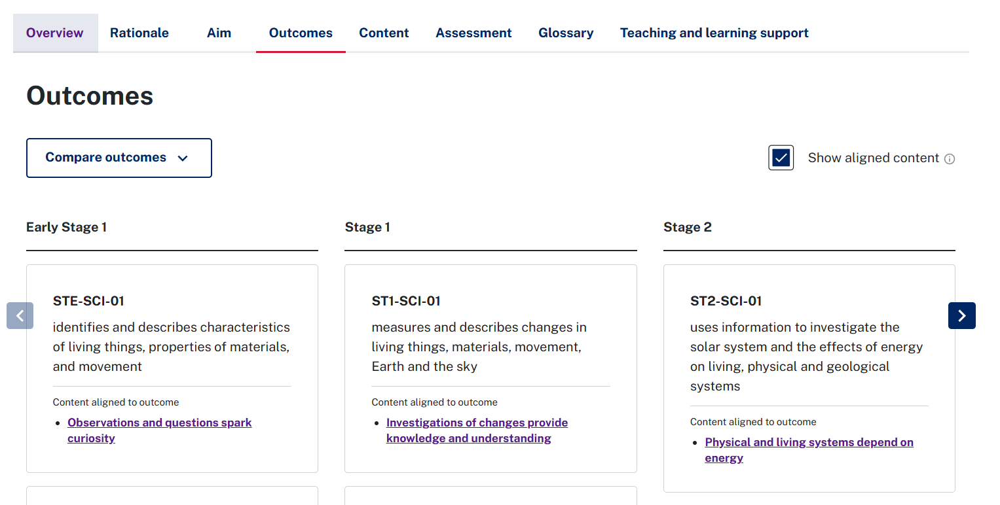 Overview Rationale Aim Outcomes Content Assessment Glossary Teaching and learning support
Outcomes
Compare outcomes
Show aligned content
Early Stage 1
STE-SCI-01
identifies and describes characteristics
of living things, properties of materials,
and movement
Content aligned to outcome
Observations and questions spark
curiosity
Stage 1
ST1-SCI-01
measures and describes changes in
living things, materials, movement,
Earth and the sky
Content aligned to outcome
Investigations of changes provide
knowledge and understanding
Stage 2
ST2-SCI-01
uses information to investigate the
solar system and the effects of energy
on living, physical and geological
systems
Content aligned to outcome
Physical and living systems depend on
energy